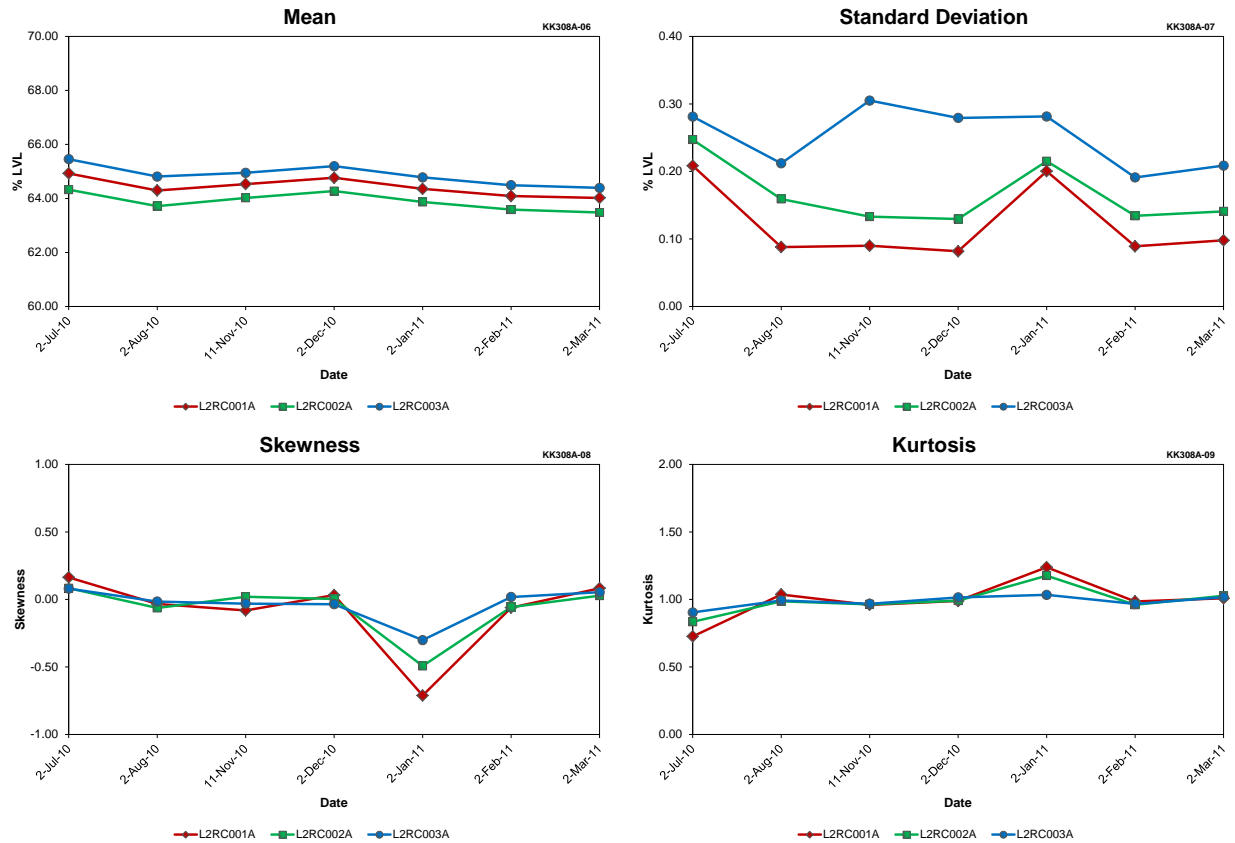 Mean
KK308A-06
70.00
68.00
66.00
64.00
62.00
60.00
% LVL
2-Jul-10
2-Aug-10
11-Nov-10
2-Dec-10
2-Jan-11
2-Feb-11
2-Mar-11
Date
L2RC001A L2RC002A L2RC003A
Standard Deviation
KK308A-07
0.40
0.30
0.20
0.10
0.00
% LVL
2-Jul-10
2-Aug-10
11-Nov-10
2-Dec-10
2-Jan-11
2-Feb-11
2-Mar-11
Date
L2RC001A L2RC002A L2RC003A
Skewness
KK308A-08
1.00
0.50
0.00
-0.50
-1.00
Skewness
2-Jul-10
2-Aug-10
11-Nov-10
2-Dec-10
2-Jan-11
2-Feb-11
2-Mar-11
Date
L2RC001A L2RC002A L2RC003A
Kurtosis
KK308A-09
2.00
1.50
1.00
0.50
0.00
Kurtosis
2-Jul-10
2-Aug-10
11-Nov-10
2-Dec-10
2-Jan-11
2-Feb-11
2-Mar-11
Date
L2RC001A L2RC002A L2RC003A